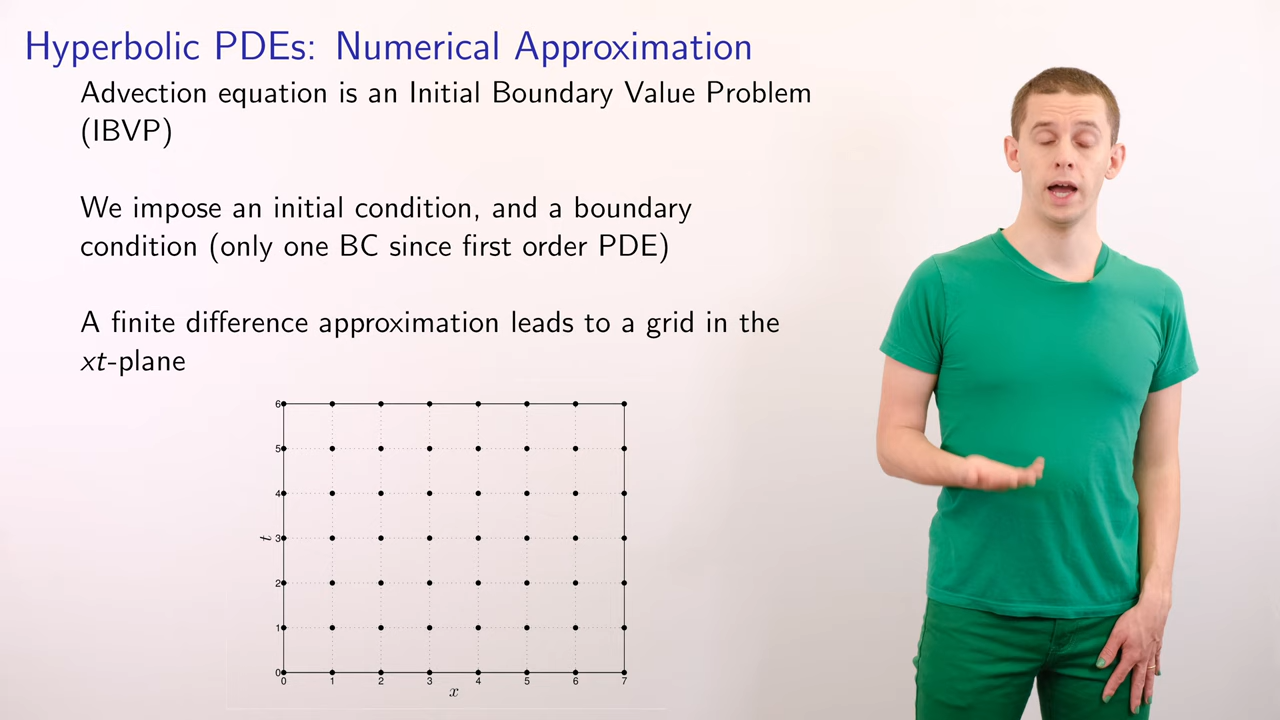 Hyperbolic PDEs: Numerical Approximation
Advection equation is an Initial Boundary Value Problem
(IBVP)
We impose an initial condition, and a boundary
condition (only one BC since first order PDE)
A finite difference approximation leads to a grid in the
xt-plane
6
5
4
t 3
2
1
0
0 1 2 3 4 5 6 7
x